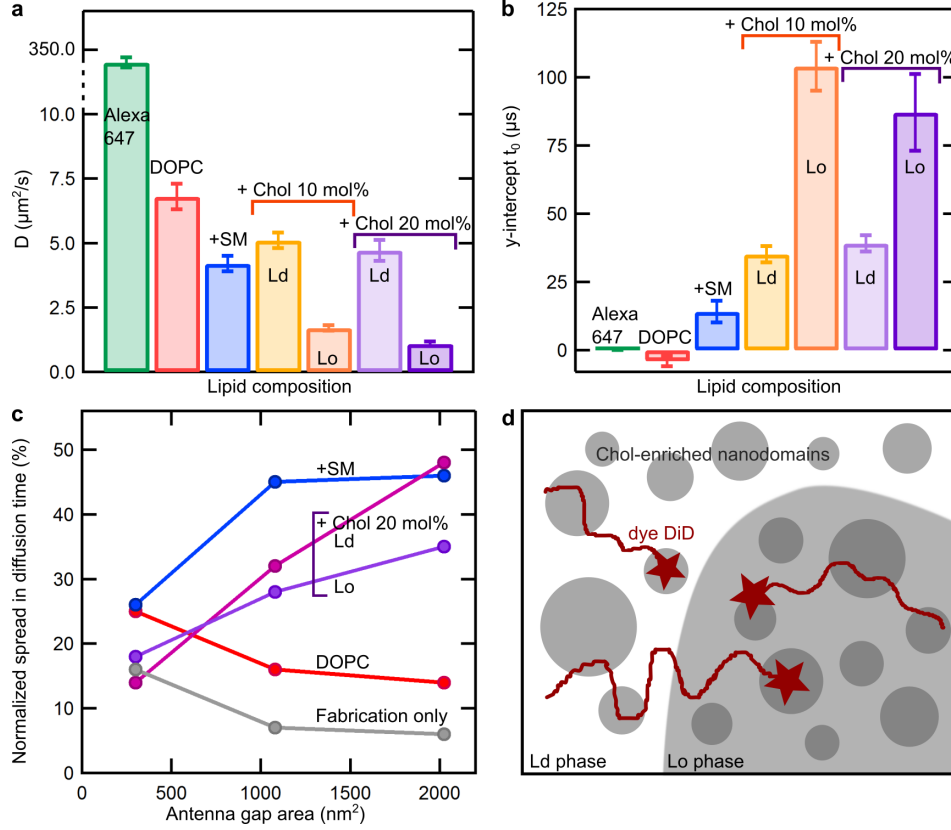 a
D (µm²/s)
350.0
10.0
7.5
5.0
2.5
0.0
Alexa
647
DOPC
+SM
+ Chol 10 mol%
Ld
Lo
+ Chol 20 mol%
Ld
Lo
Lipid composition
b
y-intercept t₀ (µs)
125
100
75
50
25
0
Alexa
647
DOPC
+SM
+ Chol 10 mol%
Ld
Lo
+ Chol 20 mol%
Ld
Lo
Lipid composition
c
Normalized spread in diffusion time (%)
50
40
30
20
10
0
+SM
+ Chol 20 mol%
Ld
Lo
DOPC
Fabrication only
0 500 1000 1500 2000
Antenna gap area (nm²)
d
Chol-enriched nanodomains
dye DiD
Ld phase
Lo phase